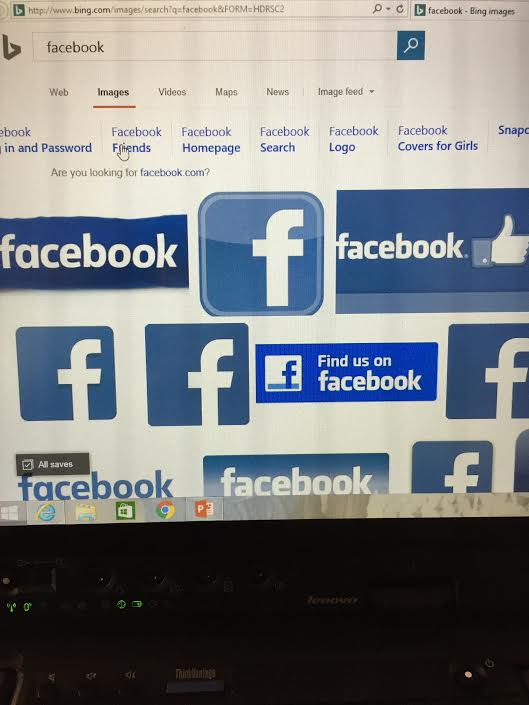 http://www.bing.com/images/search?q=facebook&FORM=HDRSC2
facebook - Bing images
facebook
Web Images Videos Maps News Image feed
ebook Facebook Facebook Facebook Facebook Facebook Snapc
in and Password Friends Homepage Search Logo Covers for Girls
Are you looking for facebook.com?
facebook
f
facebook.
f
f
Find us on
f facebook
f
All saves
facebook
facebook
f
lenovo
ThinkVantage